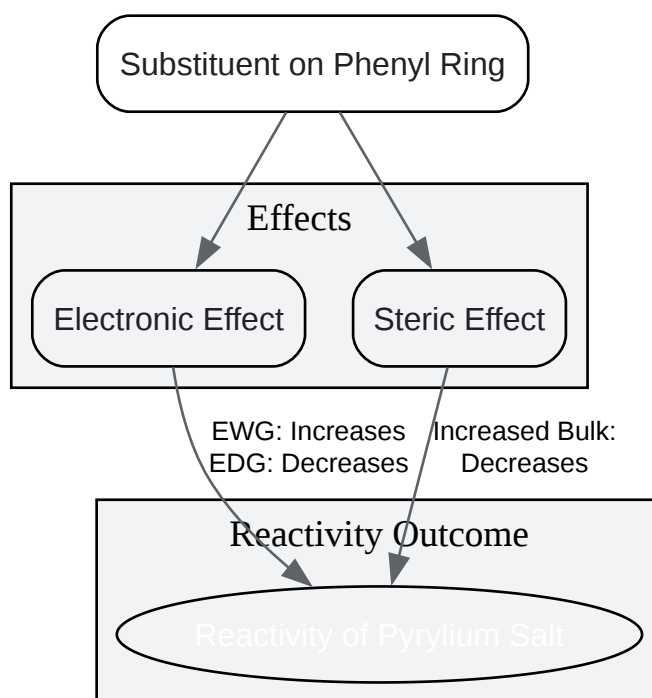 Substituent on Phenyl Ring
Effects
Electronic Effect
Steric Effect
EWG: Increases
EDG: Decreases
Increased Bulk:
Decreases
Reactivity Outcome
Reactivity of Pyrylium Salt